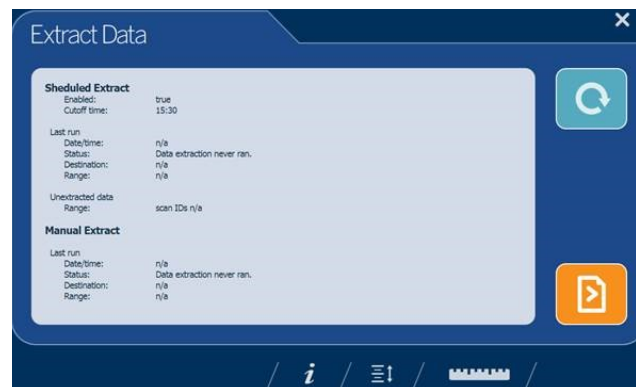 Extract Data
Sheduled Extract
Enabled: true
Cutoff time: 15:30
Last run
Date/time: n/a
Status: Data extraction never ran.
Destination: n/a
Range: n/a
Unextracted data
Range: scan IDs n/a
Manual Extract
Last run
Date/time: n/a
Status: Data extraction never ran.
Destination: n/a
Range: n/a
i